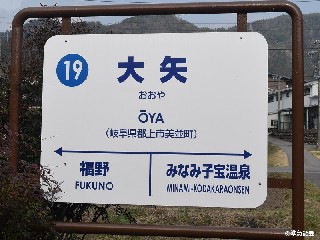 19
大矢
おおや
ŌYA
(岐阜県郡上市美並町)
福野 みなみ子宝温泉
FUKUNO MINAMI-KODAKARAONSEN